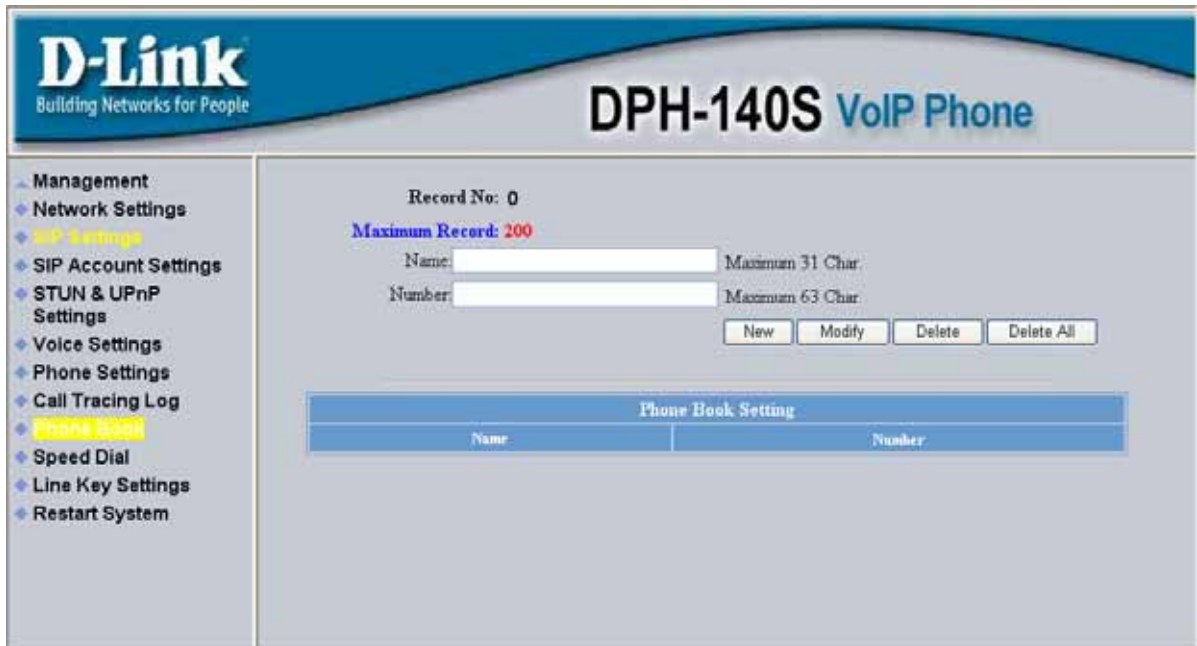 D-Link
Building Networks for People
DPH-140S VoIP Phone
Management
Network Settings
SIP Settings
SIP Account Settings
STUN & UPnP
Settings
Voice Settings
Phone Settings
Call Tracing Log
Phone Book
Speed Dial
Line Key Settings
Restart System
Record No: 0
Maximum Record: 200
Name: Maximum 31 Char.
Number: Maximum 63 Char.
New Modify Delete Delete All
Phone Book Setting
Name Number